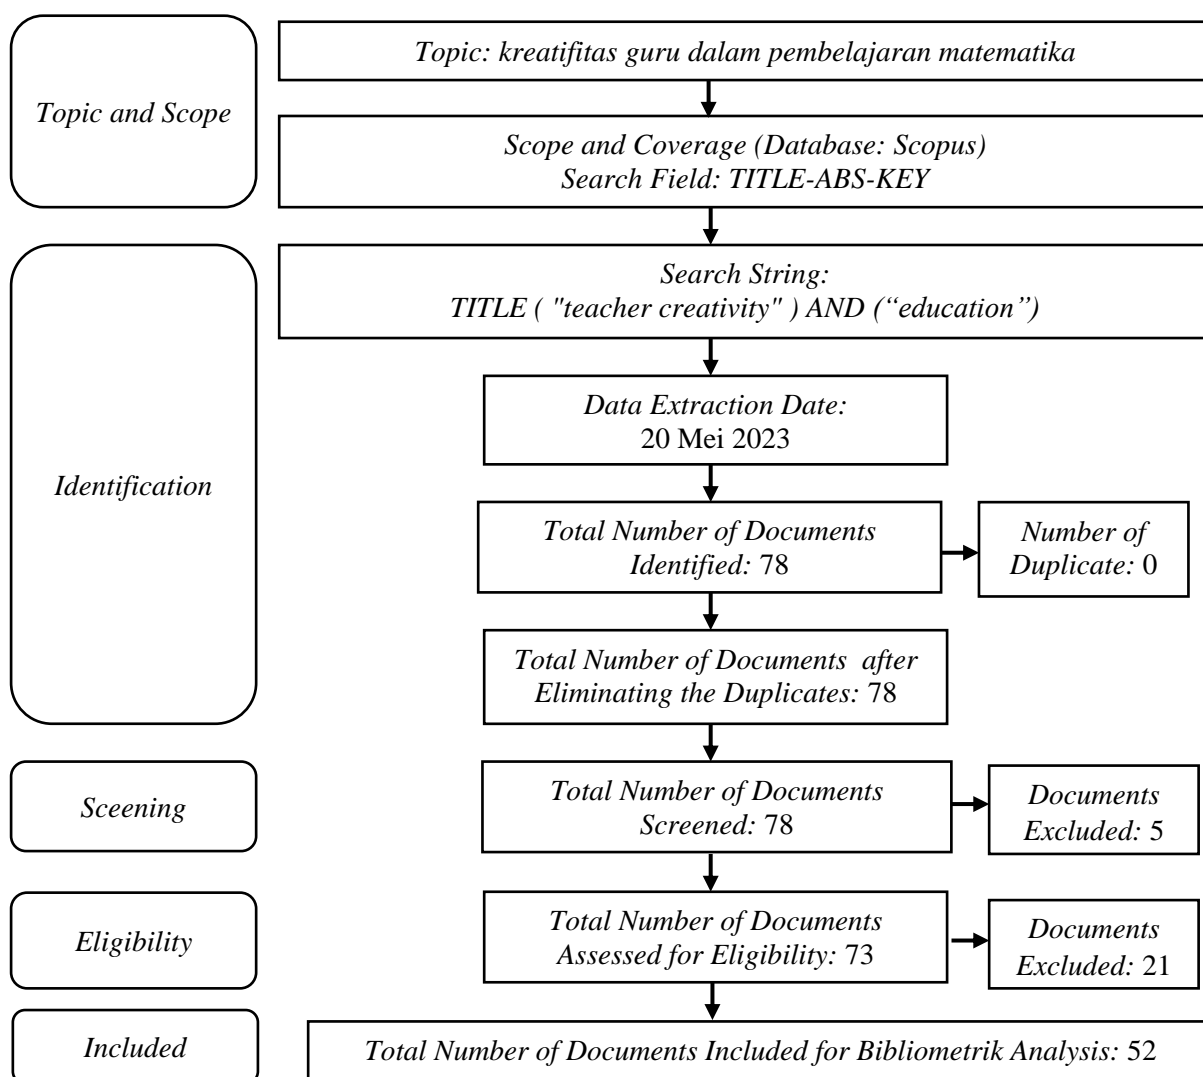 Topic and Scope
Topic: kreatifitas guru dalam pembelajaran matematika
Scope and Coverage (Database: Scopus)
Search Field: TITLE-ABS-KEY
Identification
Search String:
TITLE ( "teacher creativity" ) AND (“education”)
Data Extraction Date:
20 Mei 2023
Total Number of Documents
Identified: 78
Number of
Duplicate: 0
Total Number of Documents after
Eliminating the Duplicates: 78
Sceening
Total Number of Documents
Screened: 78
Documents
Excluded: 5
Eligibility
Total Number of Documents
Assessed for Eligibility: 73
Documents
Excluded: 21
Included
Total Number of Documents Included for Bibliometrik Analysis: 52